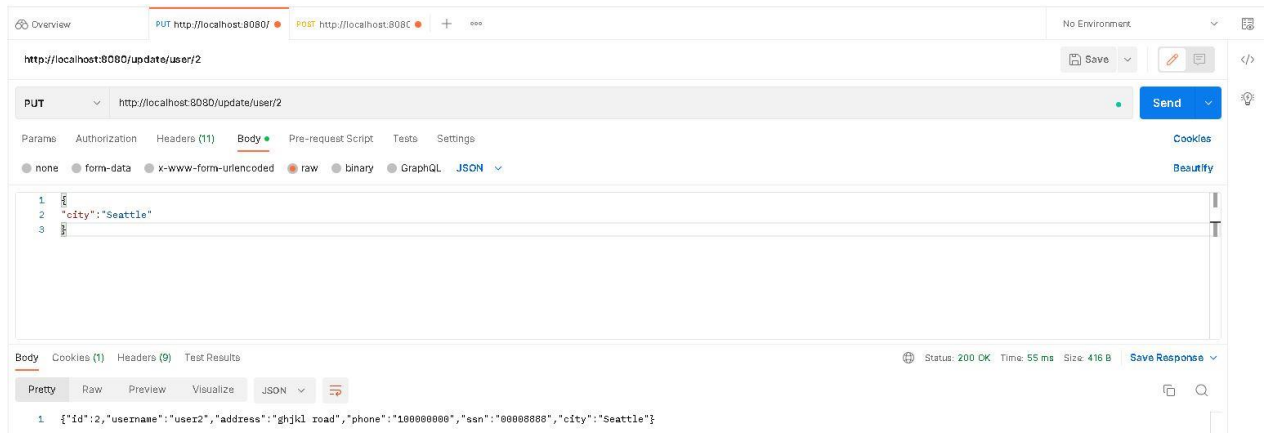 Overview PUT http://localhost:8080/ POST http://localhost:808 No Environment
http://localhost:8080/update/user/2 Save </>
PUT http://localhost:8080/update/user/2 Send
Params Authorization Headers (11) Body Pre-request Script Tests Settings Cookies
none form-data x-www-form-urlencoded raw binary GraphQL JSON Beautify
1 {
2 "city":"Seattle"
3 }
Body Cookies (1) Headers (9) Test Results Status: 200 OK Time: 55 ms Size: 416 B Save Response
Pretty Raw Preview Visualize JSON
1 {"id":2,"username":"user2","address":"ghjkl road","phone":"100000000","ssn":"00008888","city":"Seattle"}